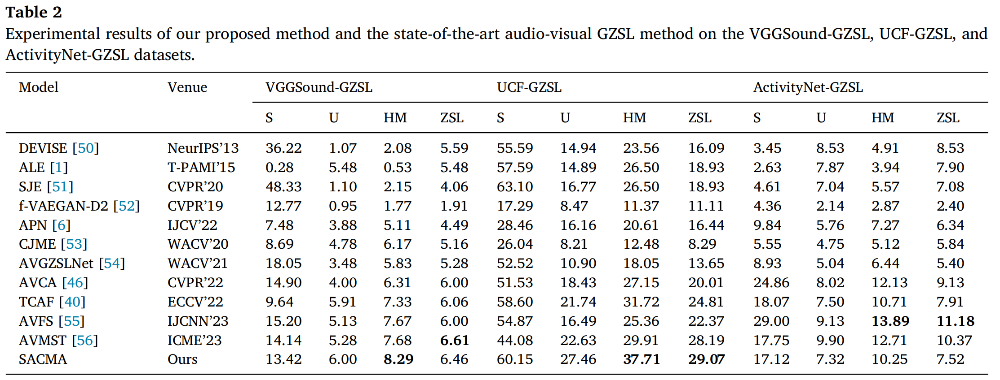 Table 2
Experimental results of our proposed method and the state-of-the-art audio-visual GZSL method on the VGGSound-GZSL, UCF-GZSL, and
ActivityNet-GZSL datasets.
Model Venue VGGSound-GZSL UCF-GZSL ActivityNet-GZSL
S U HM ZSL S U HM ZSL S U HM ZSL
DEVISE [50] NeurIPS’13 36.22 1.07 2.08 5.59 55.59 14.94 23.56 16.09 3.45 8.53 4.91 8.53
ALE [1] T-PAMI’15 0.28 5.48 0.53 5.48 57.59 14.89 26.50 18.93 2.63 7.87 3.94 7.90
SJE [51] CVPR’20 48.33 1.10 2.15 4.06 63.10 16.77 26.50 18.93 4.61 7.04 5.57 7.08
f-VAEGAN-D2 [52] CVPR’19 12.77 0.95 1.77 1.91 17.29 8.47 11.37 11.11 4.36 2.14 2.87 2.40
APN [6] IJCV’22 7.48 3.88 5.11 4.49 28.46 16.16 20.61 16.44 9.84 5.76 7.27 6.34
CJME [53] WACV’20 8.69 4.78 6.17 5.16 26.04 8.21 12.48 8.29 5.55 4.75 5.12 5.84
AVGZSLNet [54] WACV’21 18.05 3.48 5.83 5.28 52.52 10.90 18.05 13.65 8.93 5.04 6.44 5.40
AVCA [46] CVPR’22 14.90 4.00 6.31 6.00 51.53 18.43 27.15 20.01 24.86 8.02 12.13 9.13
TCAF [40] ECCV’22 9.64 5.91 7.33 6.06 58.60 21.74 31.72 24.81 18.07 7.50 10.71 7.91
AVFS [55] IJCNN’23 15.20 5.13 7.67 6.00 54.87 16.49 25.36 22.37 29.00 9.13 13.89 11.18
AVMST [56] ICME’23 14.14 5.28 7.68 6.61 44.08 22.63 29.91 28.19 17.75 9.90 12.71 10.37
SACMA Ours 13.42 6.00 8.29 6.46 60.15 27.46 37.71 29.07 17.12 7.32 10.25 7.52